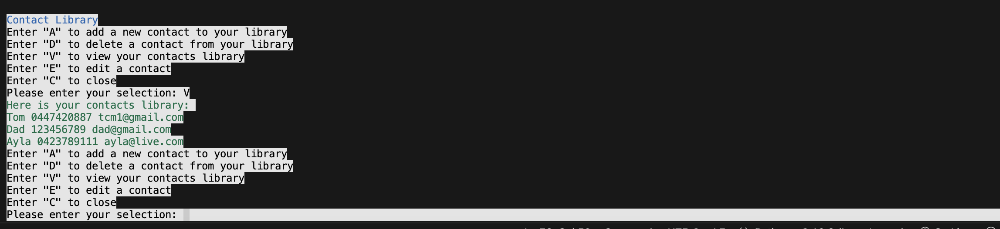 Contact Library
Enter "A" to add a new contact to your library
Enter "D" to delete a contact from your library
Enter "V" to view your contacts library
Enter "E" to edit a contact
Enter "C" to close
Please enter your selection: V
Here is your contacts library:
Tom 0447420887 tcm1@gmail.com
Dad 123456789 dad@gmail.com
Ayla 0423789111 ayla@live.com
Enter "A" to add a new contact to your library
Enter "D" to delete a contact from your library
Enter "V" to view your contacts library
Enter "E" to edit a contact
Enter "C" to close
Please enter your selection: